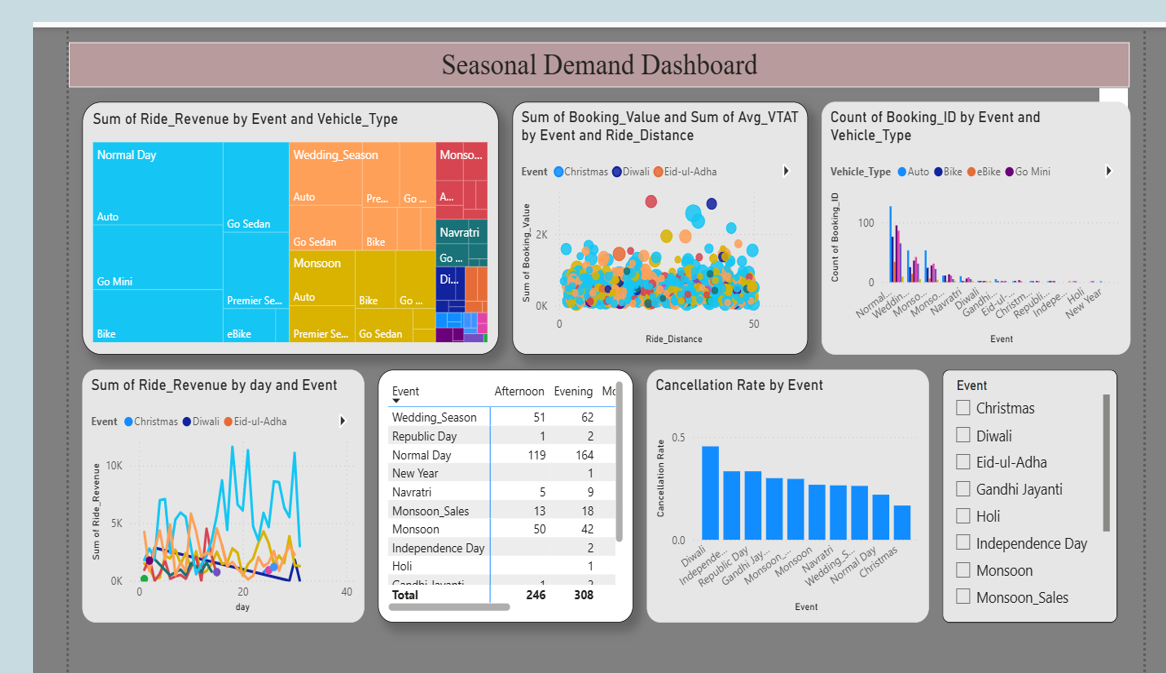 Seasonal Demand Dashboard
Sum of Ride_Revenue by Event and Vehicle_Type
Normal Day
Auto
Go Mini
Bike
Go Sedan
Premier Se...
eBike
Wedding_Season
Auto
Pre...
Go ...
Go Sedan
Bike
Monsoon
Auto
Bike
Go ...
Premier Se...
Go Sedan
Monso...
A...
Navratri
Go ...
Di...
Sum of Booking_Value and Sum of Avg_VTAT
by Event and Ride_Distance
Event Christmas Diwali Eid-ul-Adha
Sum of Booking_Value
2K
0K
0 50
Ride_Distance
Count of Booking_ID by Event and
Vehicle_Type
Vehicle_Type Auto Bike eBike Go Mini
Count of Booking_ID
100
0
Normal...
Weddin...
Monso...
Monso...
Navratri
Diwali
Gandhi...
Eid-ul-...
Christm...
Republi...
Indepe...
Holi
New Year
Event
Sum of Ride_Revenue by day and Event
Event Christmas Diwali Eid-ul-Adha
Sum of Ride_Revenue
10K
5K
0K
0 20 40
day
Event Afternoon Evening Mo
Wedding_Season 51 62
Republic Day 1 2
Normal Day 119 164
New Year 1
Navratri 5 9
Monsoon_Sales 13 18
Monsoon 50 42
Independence Day 2
Holi 1
Gandhi Jayanti 1 2
Total 246 308
Cancellation Rate by Event
Cancellation Rate
0.5
0.0
Diwali
Independe...
Republic Day
Gandhi Jay...
Monsoon_...
Monsoon
Navratri
Wedding_S...
Normal Day
Christmas
Event
Event
Christmas
Diwali
Eid-ul-Adha
Gandhi Jayanti
Holi
Independence Day
Monsoon
Monsoon_Sales